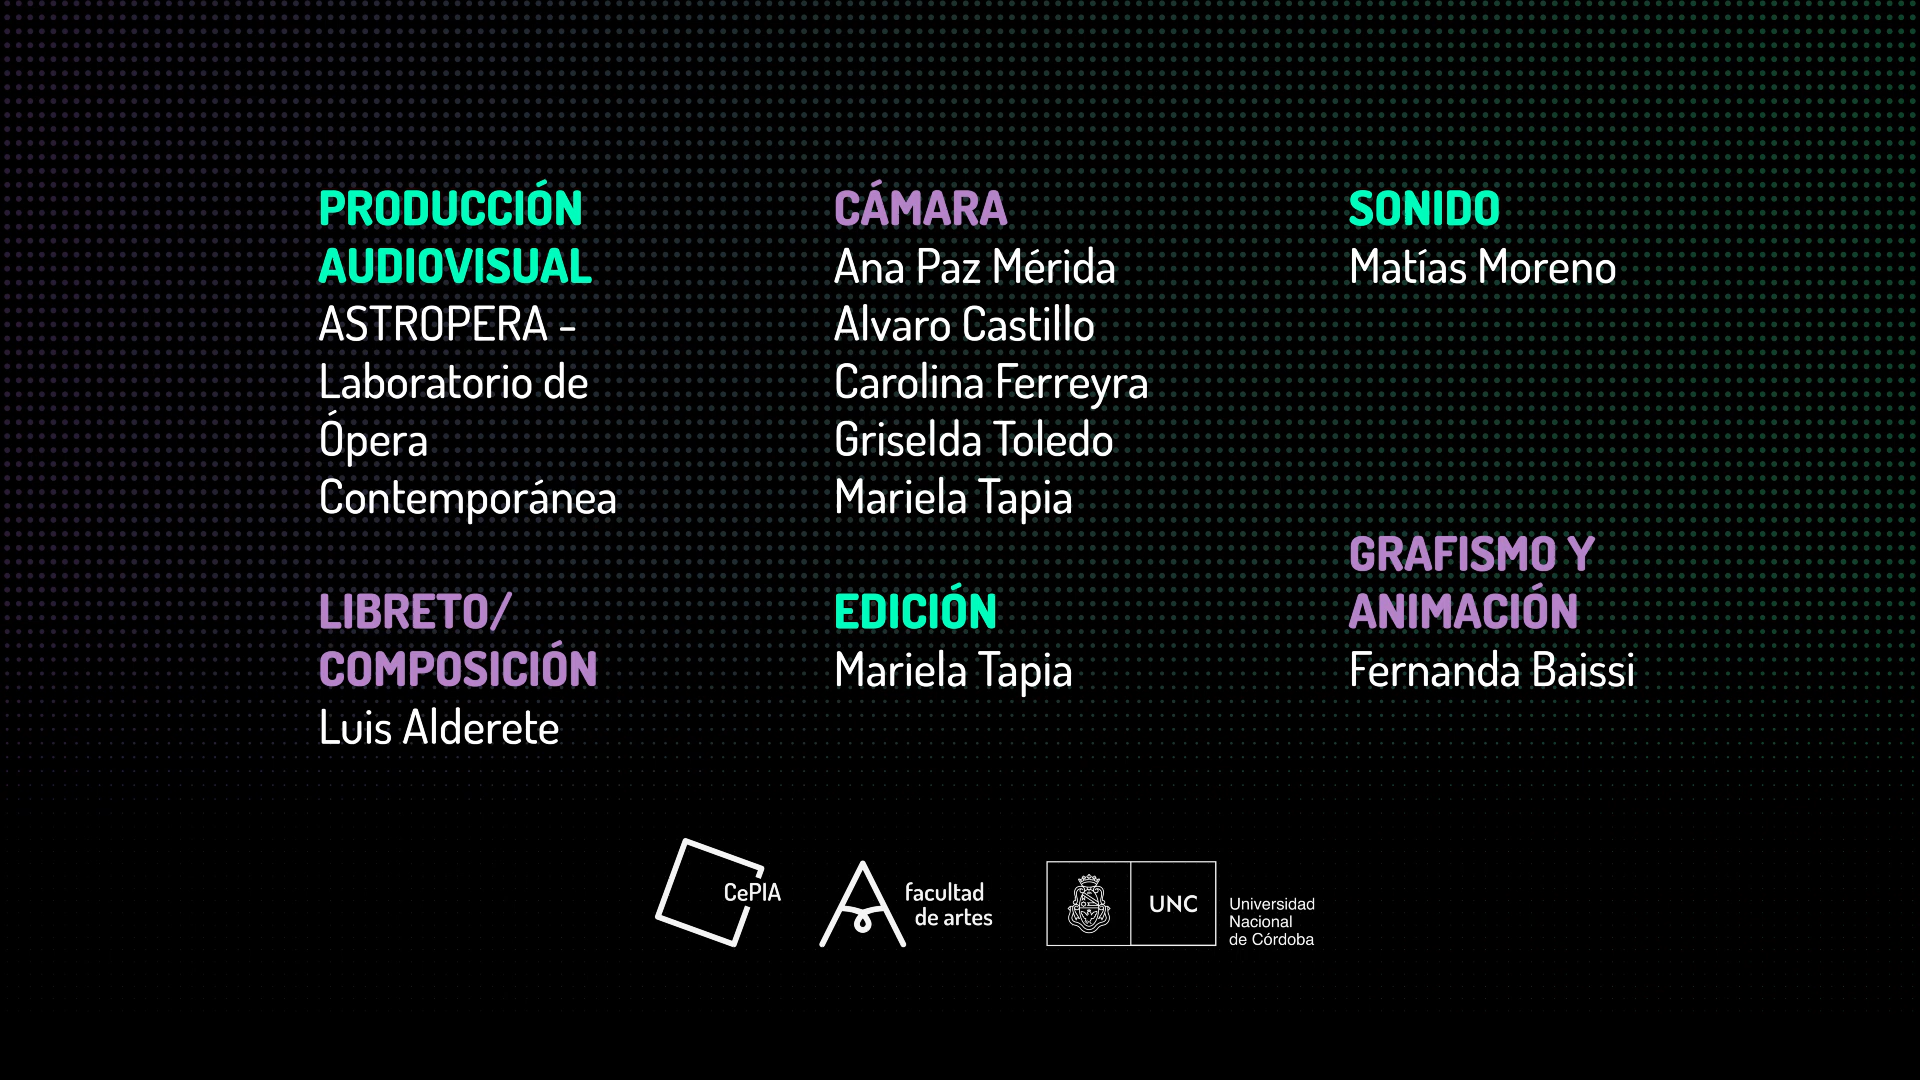 PRODUCCIÓN
AUDIOVISUAL
ASTROPERA -
Laboratorio de
Ópera
Contemporánea
LIBRETO/
COMPOSICIÓN
Luis Alderete
CÁMARA
Ana Paz Mérida
Alvaro Castillo
Carolina Ferreyra
Griselda Toledo
Mariela Tapia
EDICIÓN
Mariela Tapia
SONIDO
Matías Moreno
GRAFISMO Y
ANIMACIÓN
Fernanda Baissi
CePIA
facultad
de artes
UNC
Universidad
Nacional
de Córdoba